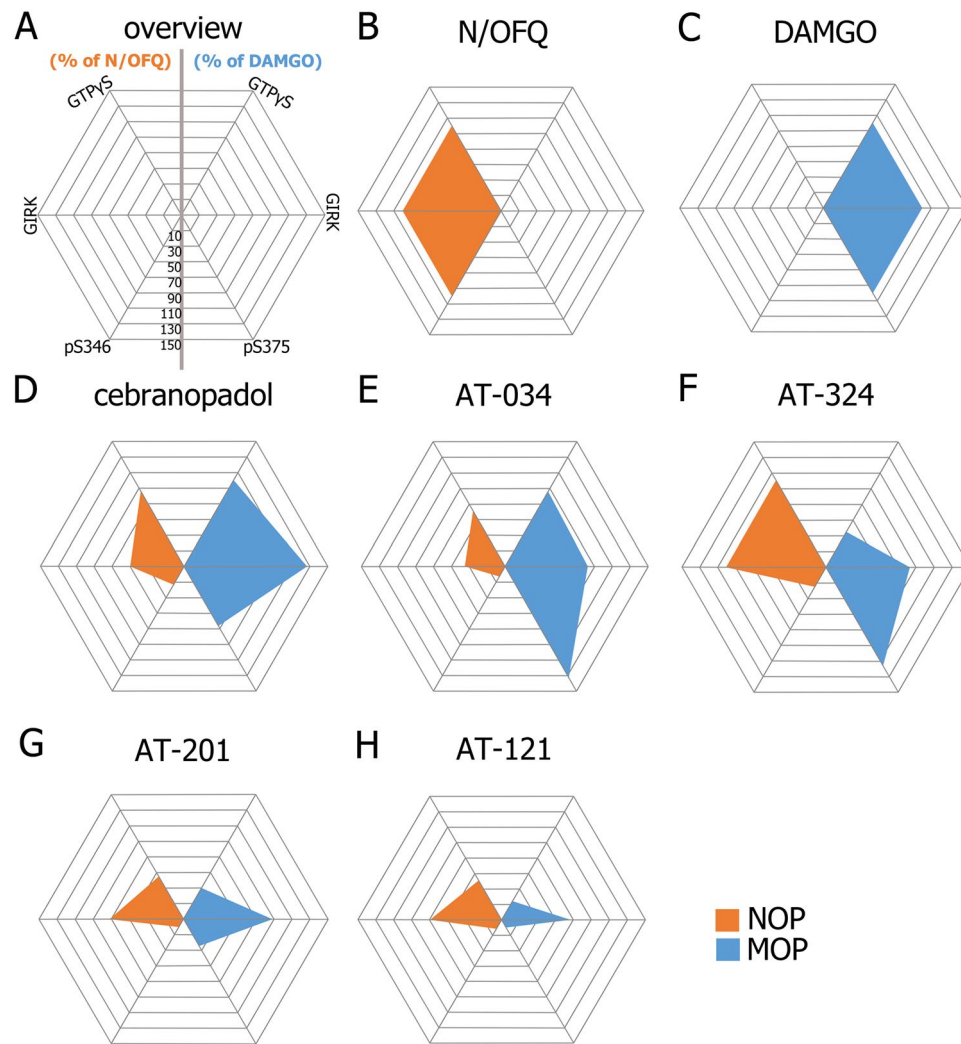 A
overview
(% of N/OFQ)
(% of DAMGO)
GTPγS
GTPγS
GIRK
GIRK
10
30
50
70
90
110
130
150
pS346
pS375
B
N/OFQ
C
DAMGO
D
cebranopadol
E
AT-034
F
AT-324
G
AT-201
H
AT-121
NOP
MOP